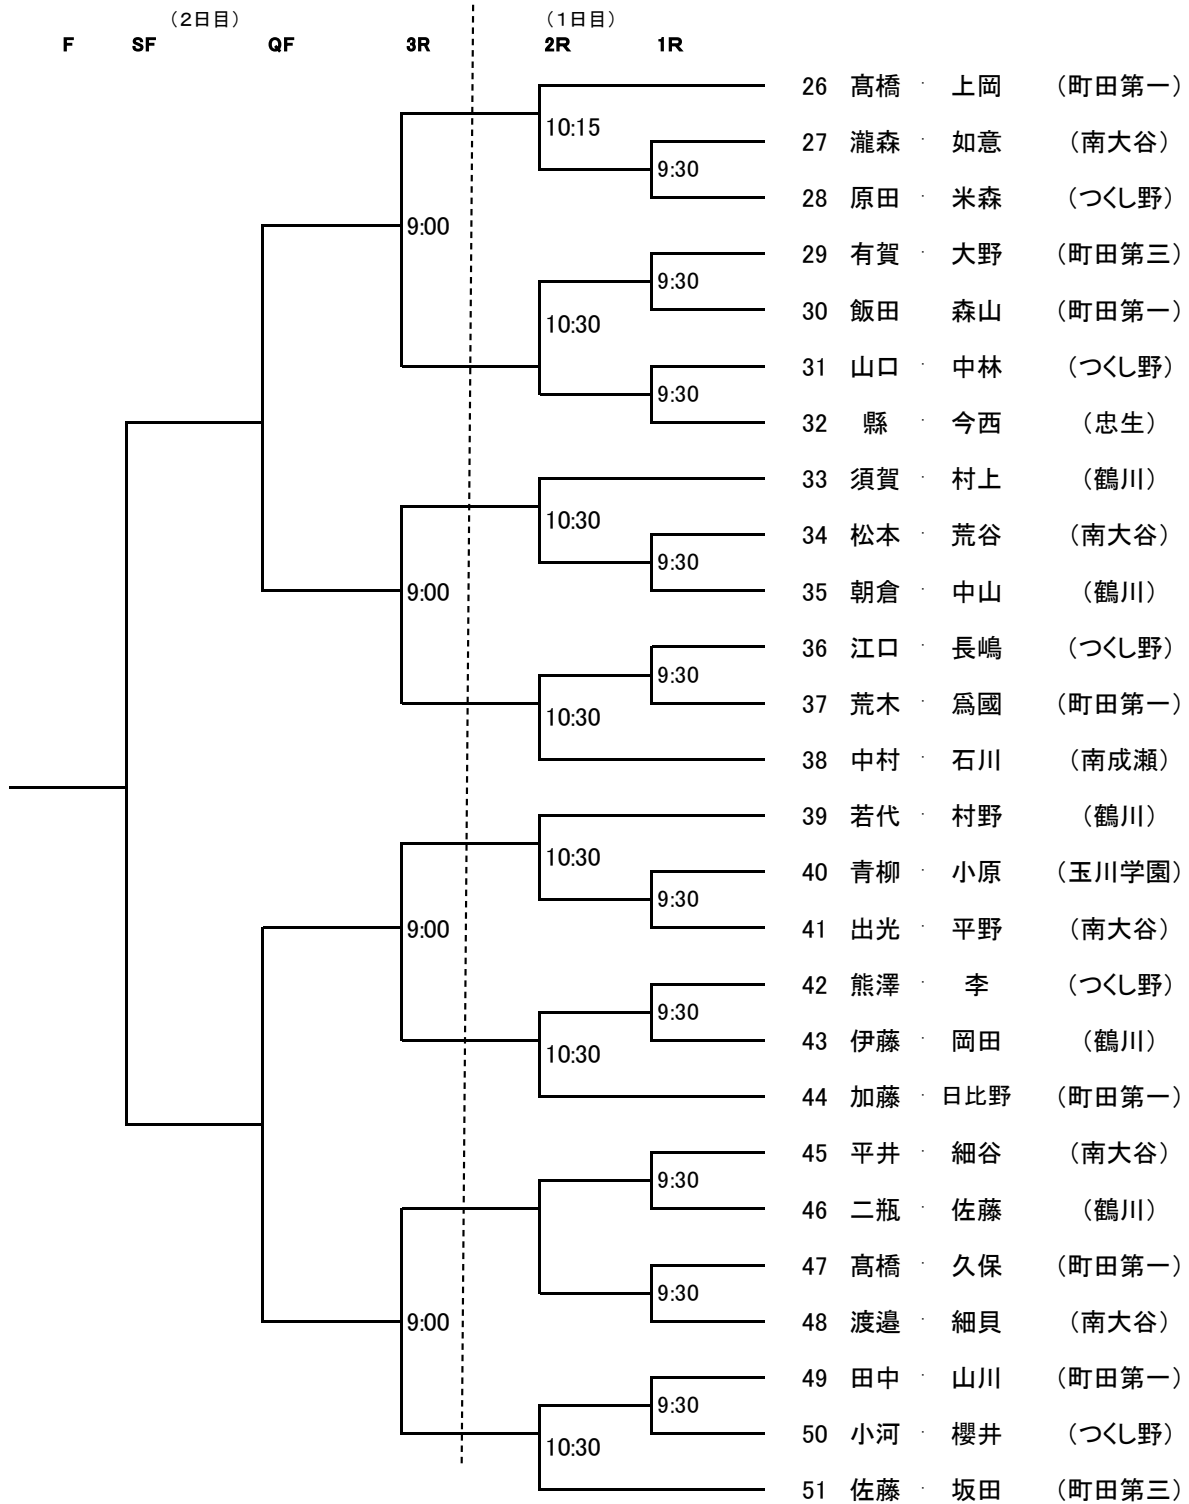 （2日目）　（1日目）
F　SF　QF　3R　2R　1R
26　髙橋・上岡　（町田第一）
10:15
27　瀧森・如意　（南大谷）
9:30
28　原田・米森　（つくし野）
9:00
29　有賀・大野　（町田第三）
9:30
30　飯田　森山　（町田第一）
10:30
31　山口・中林　（つくし野）
9:30
32　縣・今西　（忠生）
33　須賀・村上　（鶴川）
10:30
34　松本・荒谷　（南大谷）
9:30
35　朝倉・中山　（鶴川）
9:00
36　江口・長嶋　（つくし野）
9:30
37　荒木・爲國　（町田第一）
10:30
38　中村・石川　（南成瀬）
39　若代・村野　（鶴川）
10:30
40　青柳・小原　（玉川学園）
9:30
41　出光・平野　（南大谷）
9:00
42　熊澤・李　（つくし野）
9:30
43　伊藤・岡田　（鶴川）
10:30
44　加藤・日比野　（町田第一）
45　平井・細谷　（南大谷）
9:30
46　二瓶・佐藤　（鶴川）
47　髙橋・久保　（町田第一）
9:30
48　渡邉・細貝　（南大谷）
9:00
49　田中・山川　（町田第一）
9:30
50　小河・櫻井　（つくし野）
10:30
51　佐藤・坂田　（町田第三）